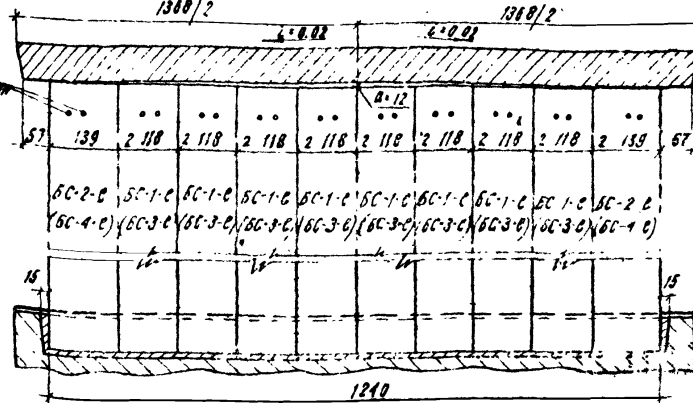 1368/2 1368/2
i=0.02 i=0.02
a=12
57 139 2 118 2 118 2 118 2 118 2 118 2 118 2 118 2 118 2 139 67
БС-2-е БС-1-е БС-1-е БС-1-е БС-1-е БС-1-е БС-1-е БС-1-е БС-1-е БС-2-е
(БС-4-е) (БС-3-е) (БС-3-е) (БС-3-е) (БС-3-е) (БС-3-е) (БС-3-е) (БС-3-е) (БС-3-е) (БС-4-е)
15 15
1240